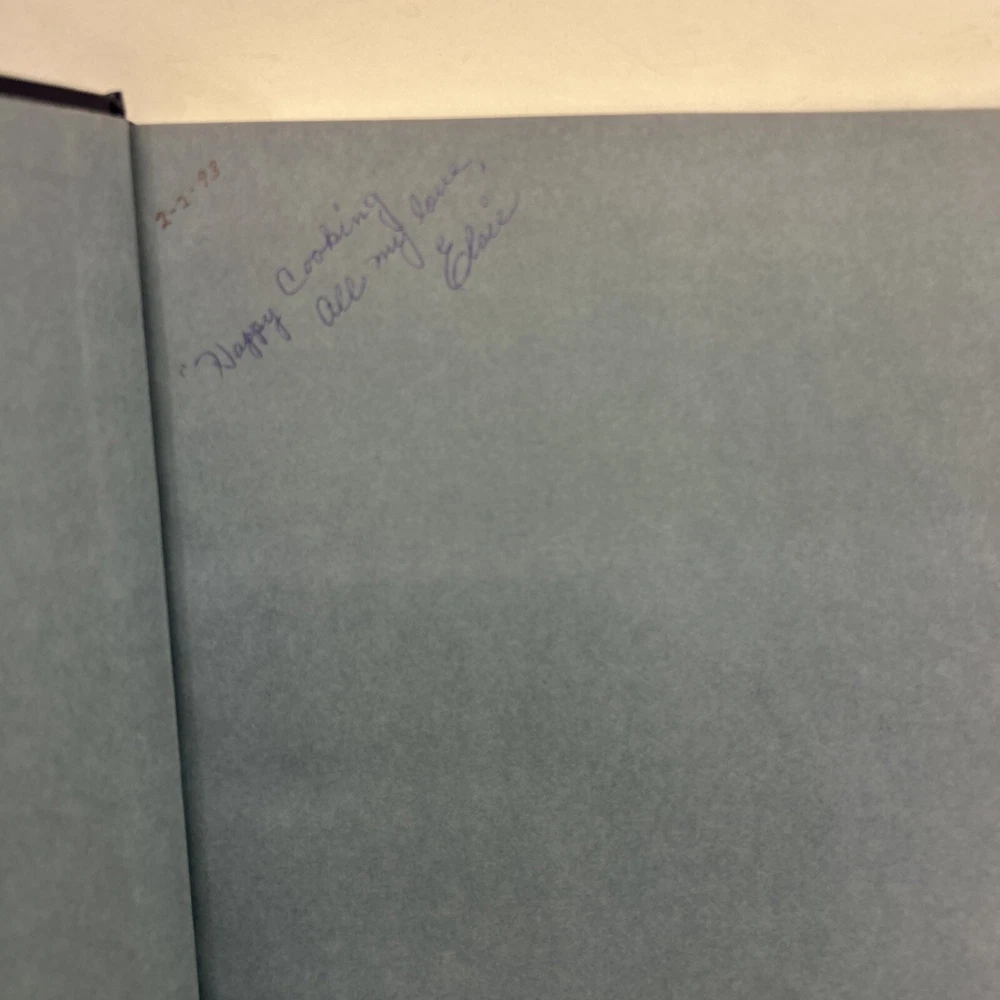 2-2-93
"Happy Cooking
All my love,
Elsie